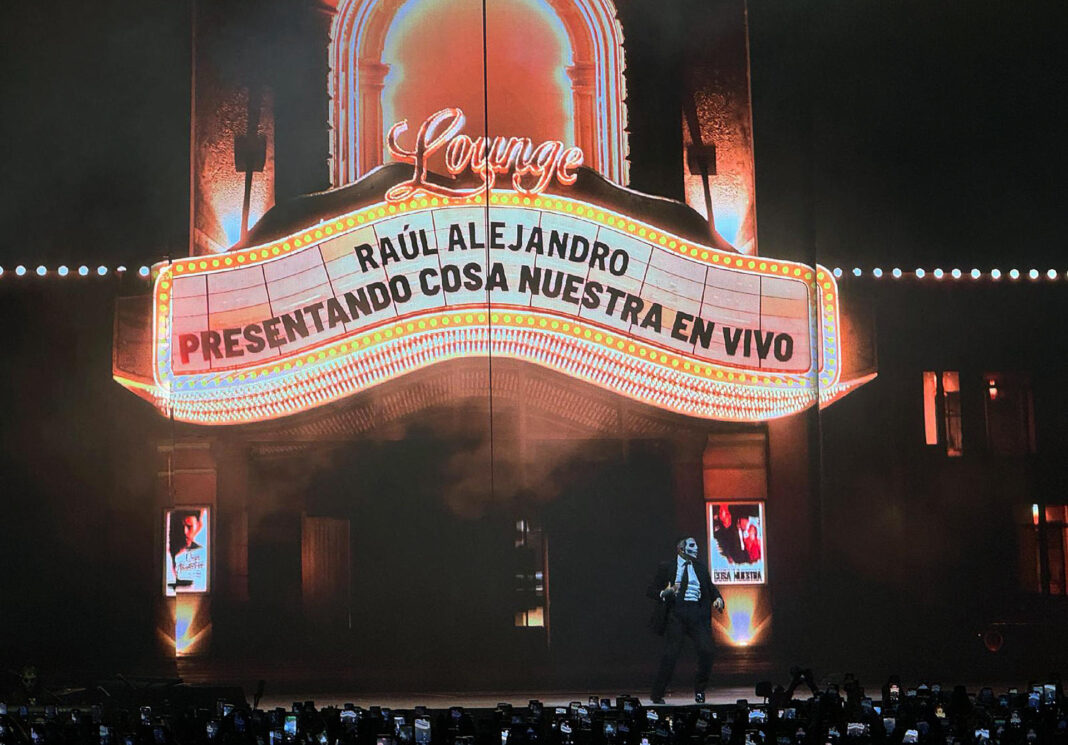 Lounge
RAÚL ALEJANDRO
PRESENTANDO COSA NUESTRA EN VIVO
COSA NUESTRA